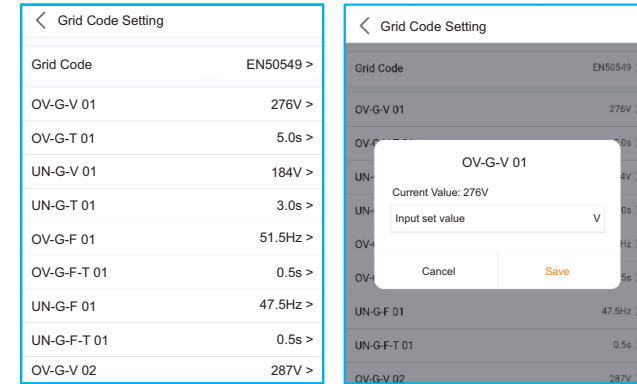 Grid Code Setting
Grid Code EN50549 >
OV-G-V 01 276V >
OV-G-T 01 5.0s >
UN-G-V 01 184V >
UN-G-T 01 3.0s >
OV-G-F 01 51.5Hz >
OV-G-F-T 01 0.5s >
UN-G-F 01 47.5Hz >
UN-G-F-T 01 0.5s >
OV-G-V 02 287V >
Grid Code Setting
Grid Code EN50549
OV-G-V 01 276V
OV-G-V 01
Current Value: 276V
Input set value V
Cancel Save
UN-G-F 01 47.5Hz
UN-G-F-T 01 0.5s
OV-G-V 02 287V